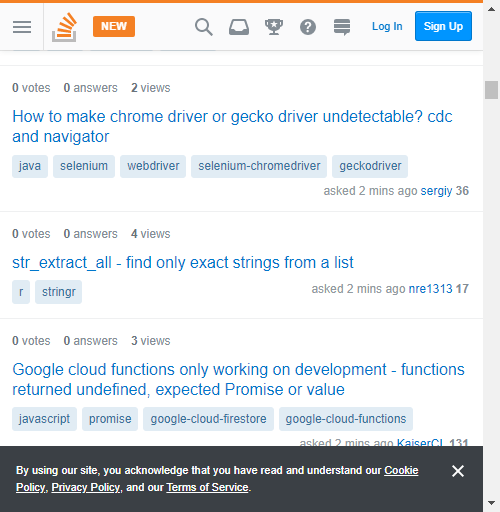 NEW
?
Log In
Sign Up
0 votes 0 answers 2 views
How to make chrome driver or gecko driver undetectable? cdc
and navigator
java selenium webdriver selenium-chromedriver geckodriver
asked 2 mins ago sergiy 36
0 votes 0 answers 4 views
str_extract_all - find only exact strings from a list
r stringr
asked 2 mins ago nre1313 17
0 votes 0 answers 3 views
Google cloud functions only working on development - functions
returned undefined, expected Promise or value
javascript promise google-cloud-firestore google-cloud-functions
asked 2 mins ago KaiserCL 131
By using our site, you acknowledge that you have read and understand our Cookie
Policy, Privacy Policy, and our Terms of Service.